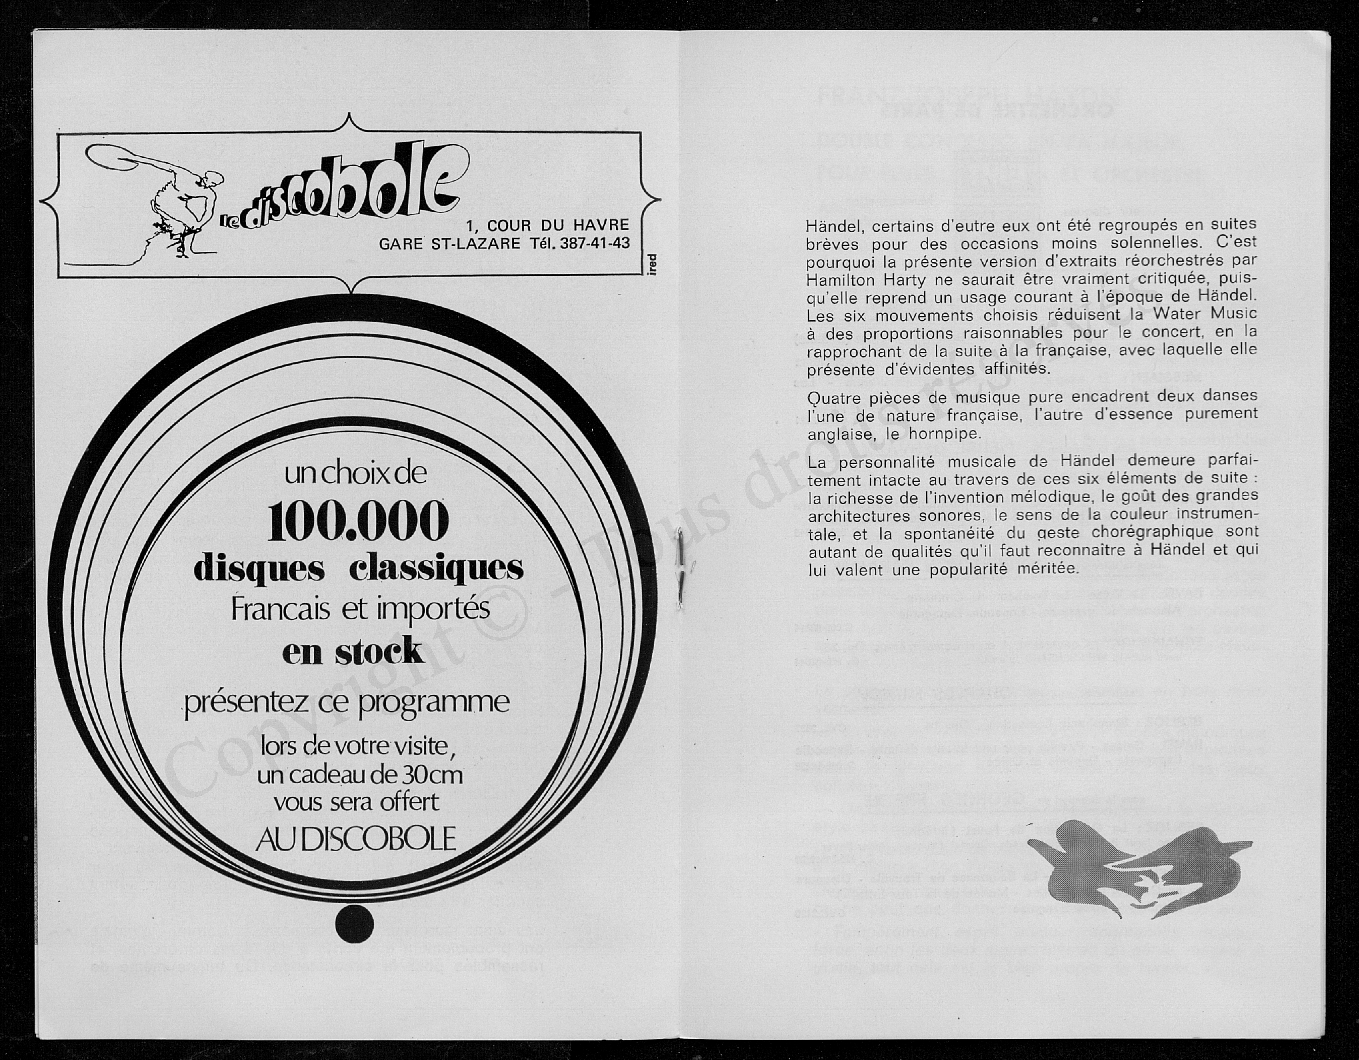 le discobole
1, COUR DU HAVRE
GARE ST-LAZARE Tél. 387-41-43
ired
un choix de
100.000
disques classiques
Francais et importés
en stock
présentez ce programme
lors de votre visite,
un cadeau de 30cm
vous sera offert
AU DISCOBOLE
Händel, certains d'eutre eux ont été regroupés en suites
brèves pour des occasions moins solennelles. C'est
pourquoi la présente version d'extraits réorchestrés par
Hamilton Harty ne saurait être vraiment critiquée, puis-
qu'elle reprend un usage courant à l'époque de Händel.
Les six mouvements choisis réduisent la Water Music
à des proportions raisonnables pour le concert, en la
rapprochant de la suite à la française, avec laquelle elle
présente d'évidentes affinités.
Quatre pièces de musique pure encadrent deux danses
l'une de nature française, l'autre d'essence purement
anglaise, le hornpipe.
La personnalité musicale de Händel demeure parfai-
tement intacte au travers de ces six éléments de suite :
la richesse de l'invention mélodique, le goût des grandes
architectures sonores, le sens de la couleur instrumen-
tale, et la spontanéité du geste chorégraphique sont
autant de qualités qu'il faut reconnaître à Händel et qui
lui valent une popularité méritée.
Copyright © - Tous droits réservés